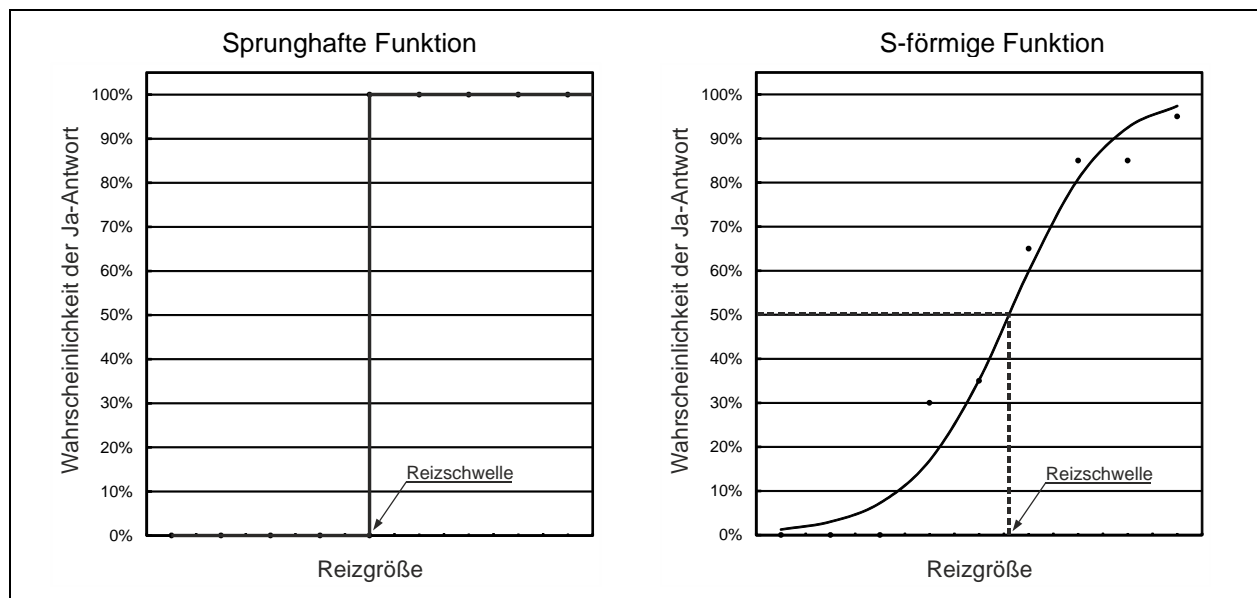 Sprunghafte Funktion
Wahrscheinlichkeit der Ja-Antwort
100%
90%
80%
70%
60%
50%
40%
30%
20%
10%
0%
Reizschwelle
Reizgröße
S-förmige Funktion
Wahrscheinlichkeit der Ja-Antwort
100%
90%
80%
70%
60%
50%
40%
30%
20%
10%
0%
Reizschwelle
Reizgröße